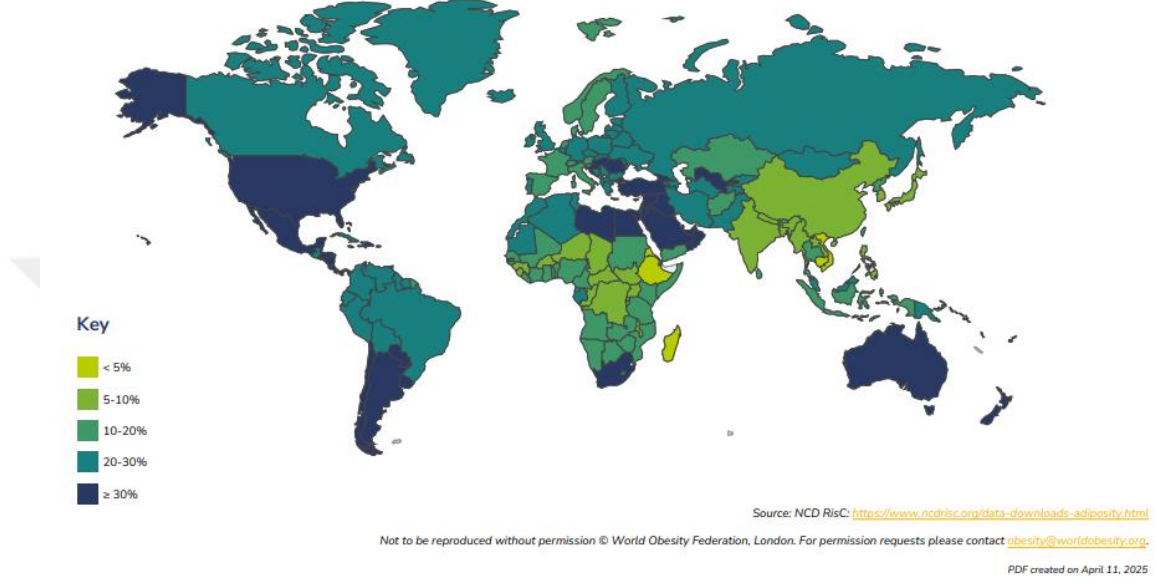 Key
< 5%
5-10%
10-20%
20-30%
≥ 30%
Source: NCD RisC: https://www.ncdrisc.org/data-downloads-adiposity.html
Not to be reproduced without permission © World Obesity Federation, London. For permission requests please contact obesity@worldobesity.org.
PDF created on April 11, 2025